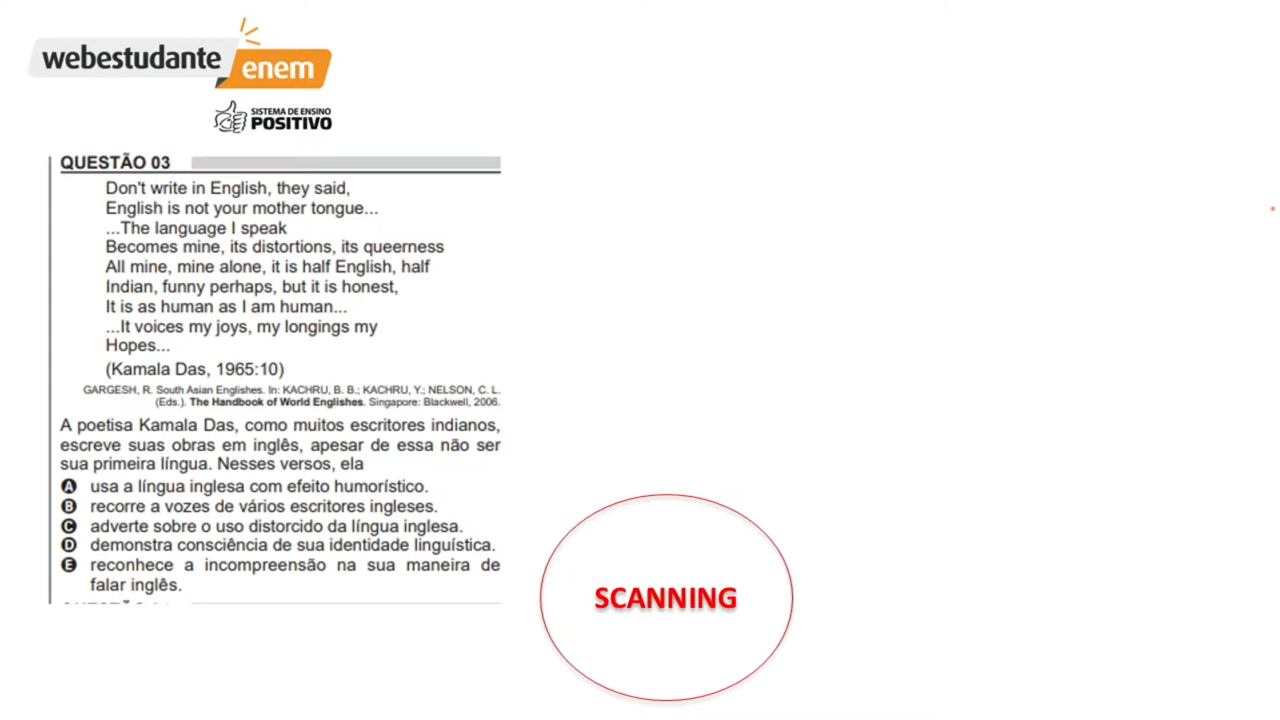 webestudante
enem
SISTEMA DE ENSINO
POSITIVO
QUESTÃO 03
Don't write in English, they said,
English is not your mother tongue...
...The language I speak
Becomes mine, its distortions, its queerness
All mine, mine alone, it is half English, half
Indian, funny perhaps, but it is honest,
It is as human as I am human...
...It voices my joys, my longings my
Hopes...
(Kamala Das, 1965:10)
GARGESH, R. South Asian Englishes. In: KACHRU, B. B.; KACHRU, Y.; NELSON, C. L.
(Eds.). The Handbook of World Englishes. Singapore: Blackwell, 2006.
A poetisa Kamala Das, como muitos escritores indianos,
escreve suas obras em inglês, apesar de essa não ser
sua primeira língua. Nesses versos, ela
A usa a língua inglesa com efeito humorístico.
B recorre a vozes de vários escritores ingleses.
C adverte sobre o uso distorcido da língua inglesa.
D demonstra consciência de sua identidade linguística.
E reconhece a incompreensão na sua maneira de
falar inglês.
SCANNING